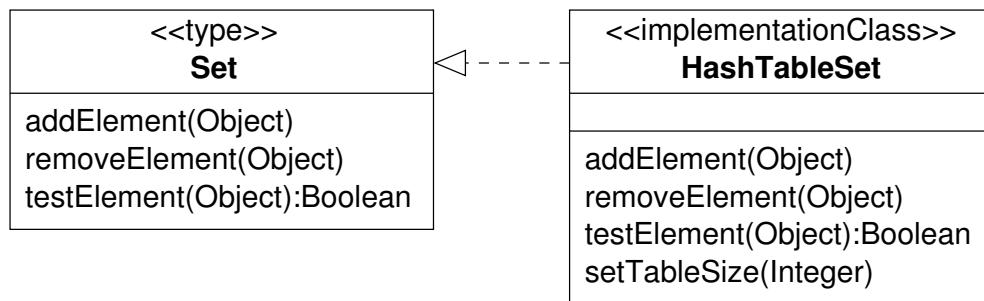 <<type>>
Set
addElement(Object)
removeElement(Object)
testElement(Object):Boolean
<<implementationClass>>
HashTableSet
addElement(Object)
removeElement(Object)
testElement(Object):Boolean
setTableSize(Integer)